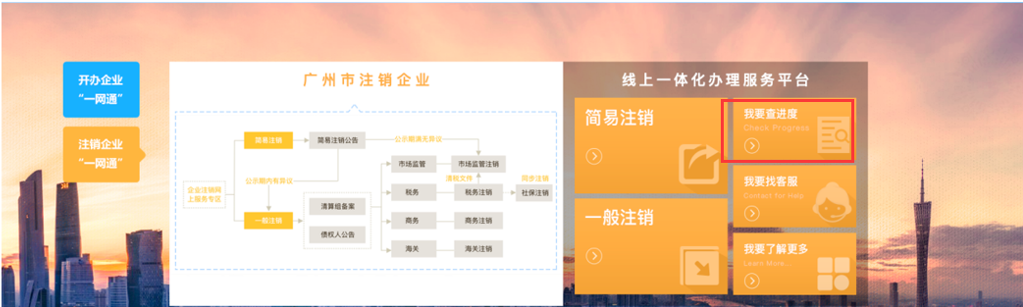 开办企业
“一网通”
注销企业
“一网通”
广州市注销企业
企业注销网
上服务专区
简易注销
简易注销公告
公示期满无异议
公示期内有异议
一般注销
清算组备案
债权人公告
市场监管
市场监管注销
清税文件
同步注销
税务
税务注销
社保注销
商务
商务注销
海关
海关注销
线上一体化办理服务平台
简易注销
一般注销
我要查进度
Check Progress
我要找客服
Contact for Help
我要了解更多
Learn More...